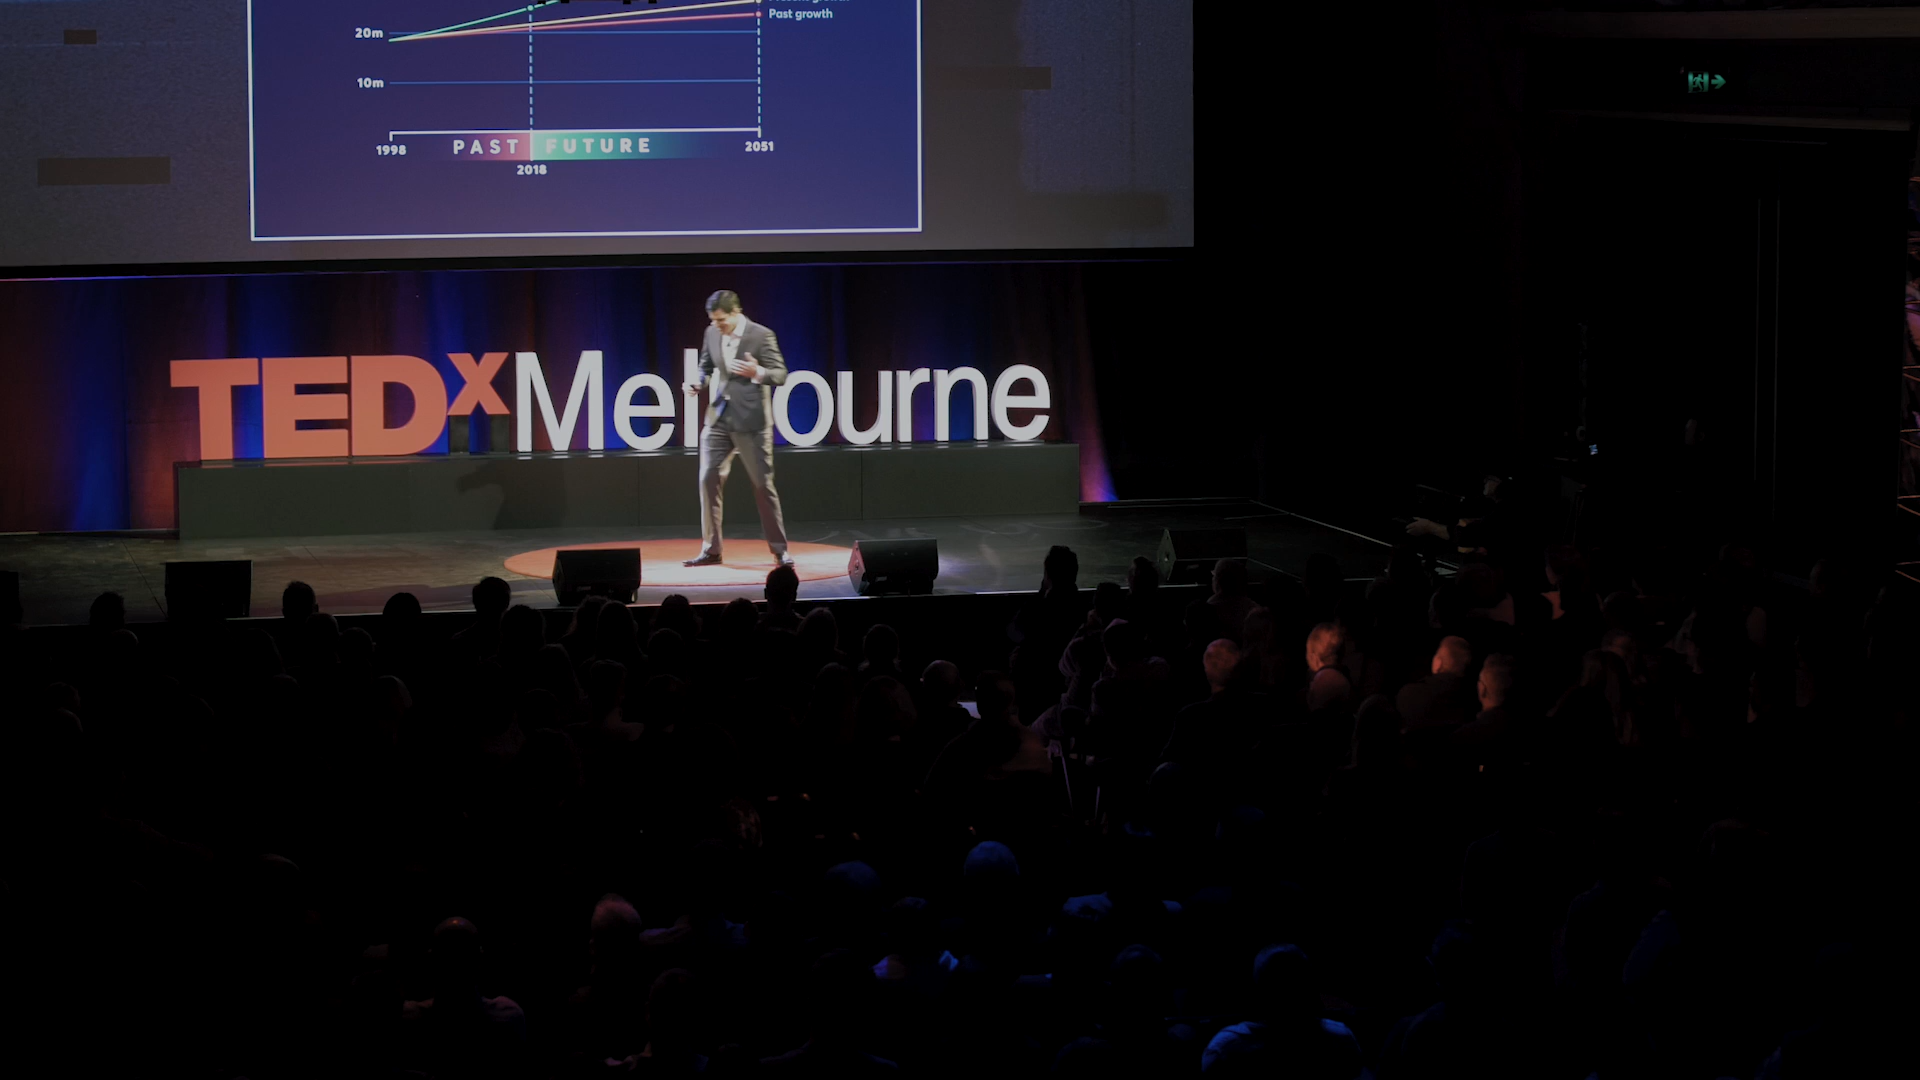 Past growth
20m
10m
1998
PAST FUTURE
2051
2018
TEDxMelbourne